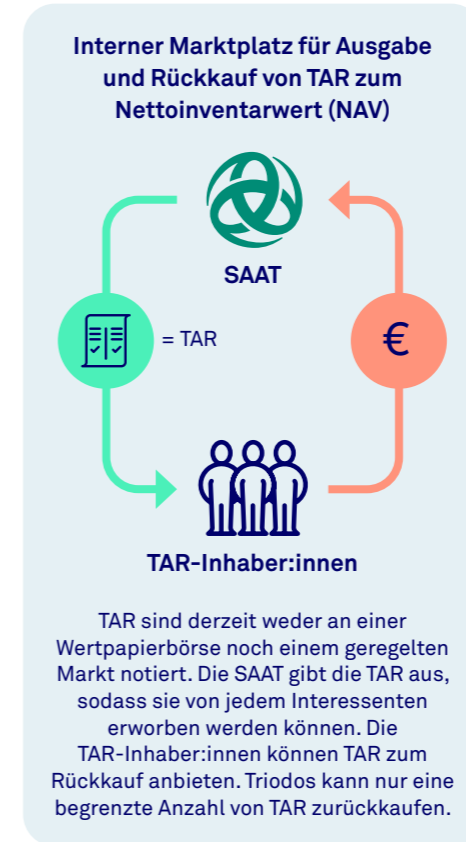 Interner Marktplatz für Ausgabe
und Rückkauf von TAR zum
Nettoinventarwert (NAV)
SAAT
= TAR
€
TAR-Inhaber:innen
TAR sind derzeit weder an einer
Wertpapierbörse noch einem geregelten
Markt notiert. Die SAAT gibt die TAR aus,
sodass sie von jedem Interessenten
erworben werden können. Die
TAR-Inhaber:innen können TAR zum
Rückkauf anbieten. Triodos kann nur eine
begrenzte Anzahl von TAR zurückkaufen.